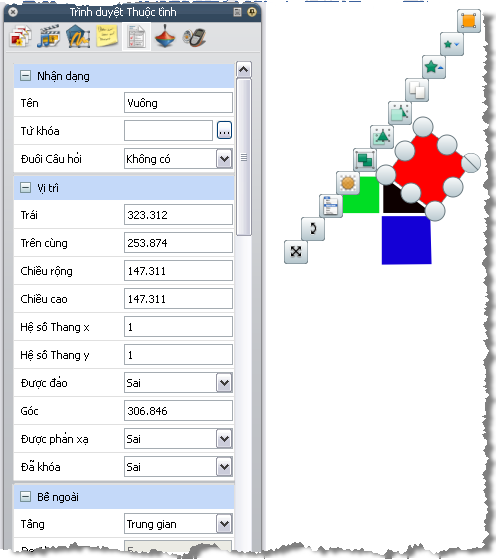 Trình duyệt Thuộc tính
Nhận dạng
Tên Vuông
Từ khóa ...
Đuôi Câu hỏi Không có
Vị trí
Trái 323.312
Trên cùng 253.874
Chiều rộng 147.311
Chiều cao 147.311
Hệ số Thang x 1
Hệ số Thang y 1
Được đảo Sai
Góc 306.846
Được phản xạ Sai
Đã khóa Sai
Bề ngoài
Tầng Trung gian